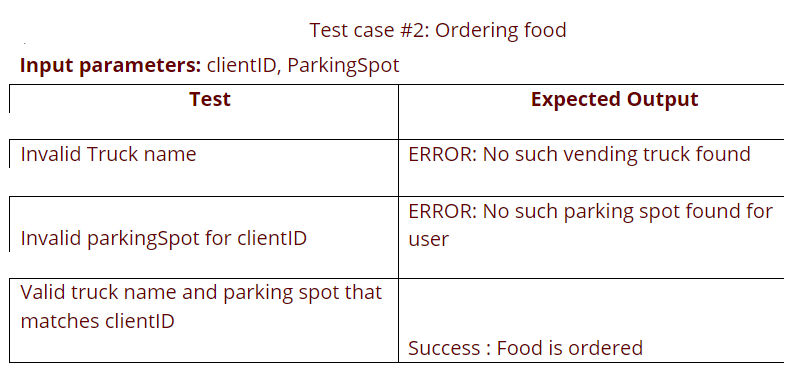 Test case #2: Ordering food
Input parameters: clientID, ParkingSpot
Test
Expected Output
Invalid Truck name
ERROR: No such vending truck found
Invalid parkingSpot for clientID
ERROR: No such parking spot found for
user
Valid truck name and parking spot that
matches clientID
Success : Food is ordered